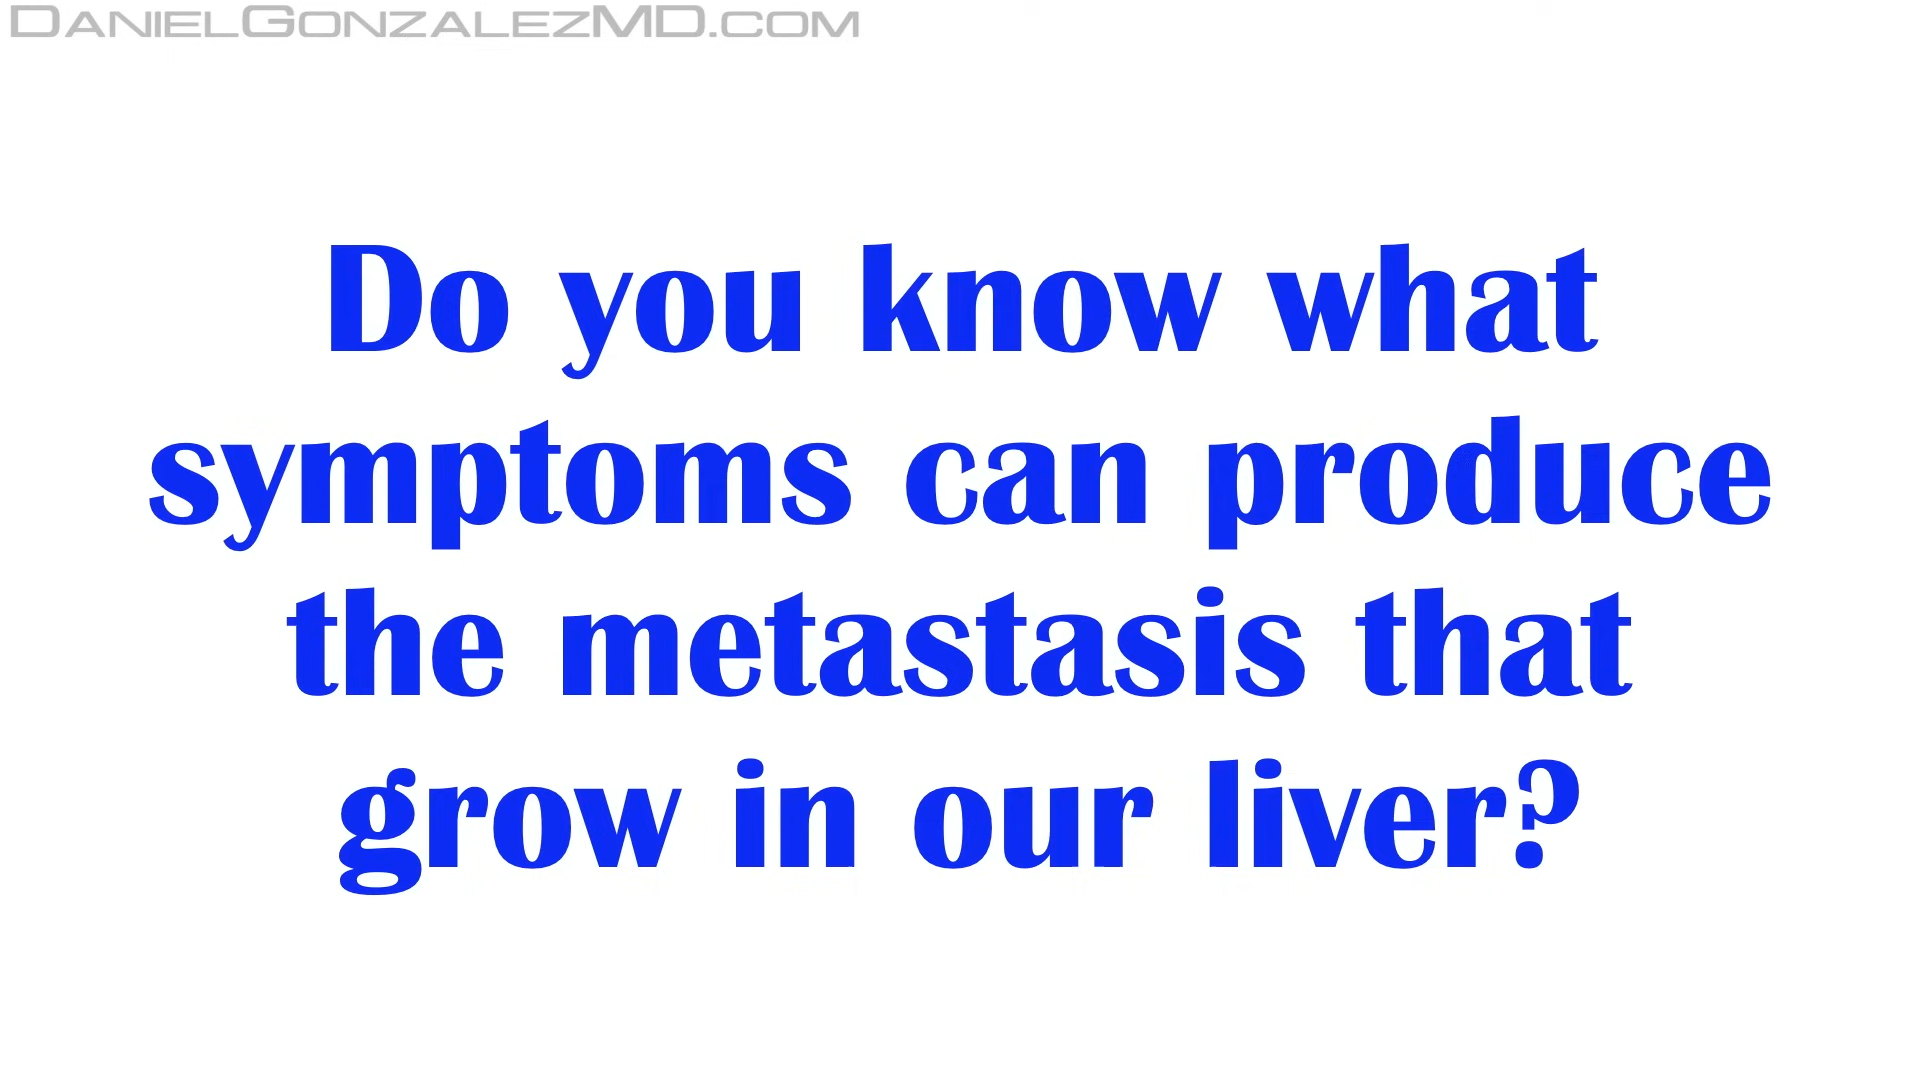 DanielGonzalezMD.com
Do you know what
symptoms can produce
the metastasis that
grow in our liver?